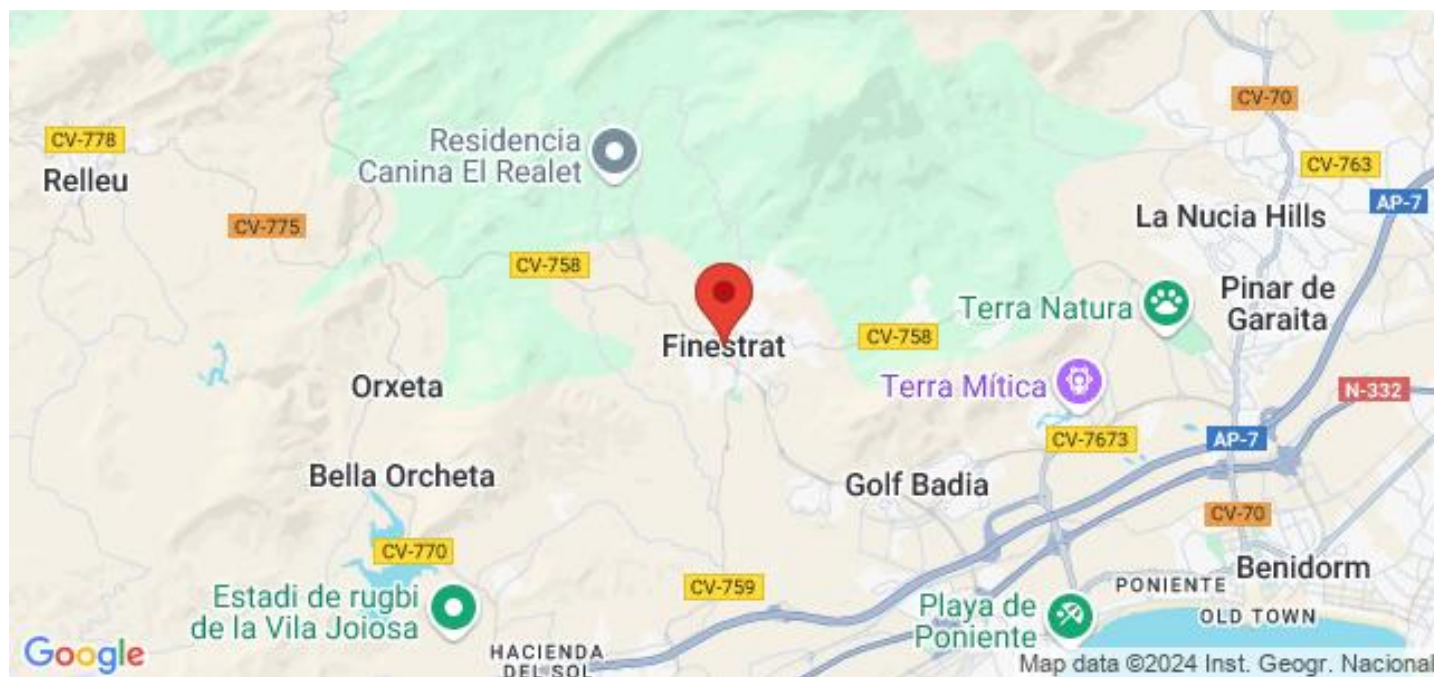 CV-70
CV-778
Residencia
Canina El Realet
CV-763
Relleu
AP-7
La Nucia Hills
CV-775
CV-758
Terra Natura
Pinar de
Garaita
Finestrat
CV-758
Orxeta
Terra Mítica
N-332
CV-7673
AP-7
Bella Orcheta
Golf Badia
CV-70
CV-770
Benidorm
CV-759
PONIENTE
Estadi de rugbi
de la Vila Joiosa
Playa de
Poniente
OLD TOWN
HACIENDA
DEL SOL
Google
Map data ©2024 Inst. Geogr. Nacional